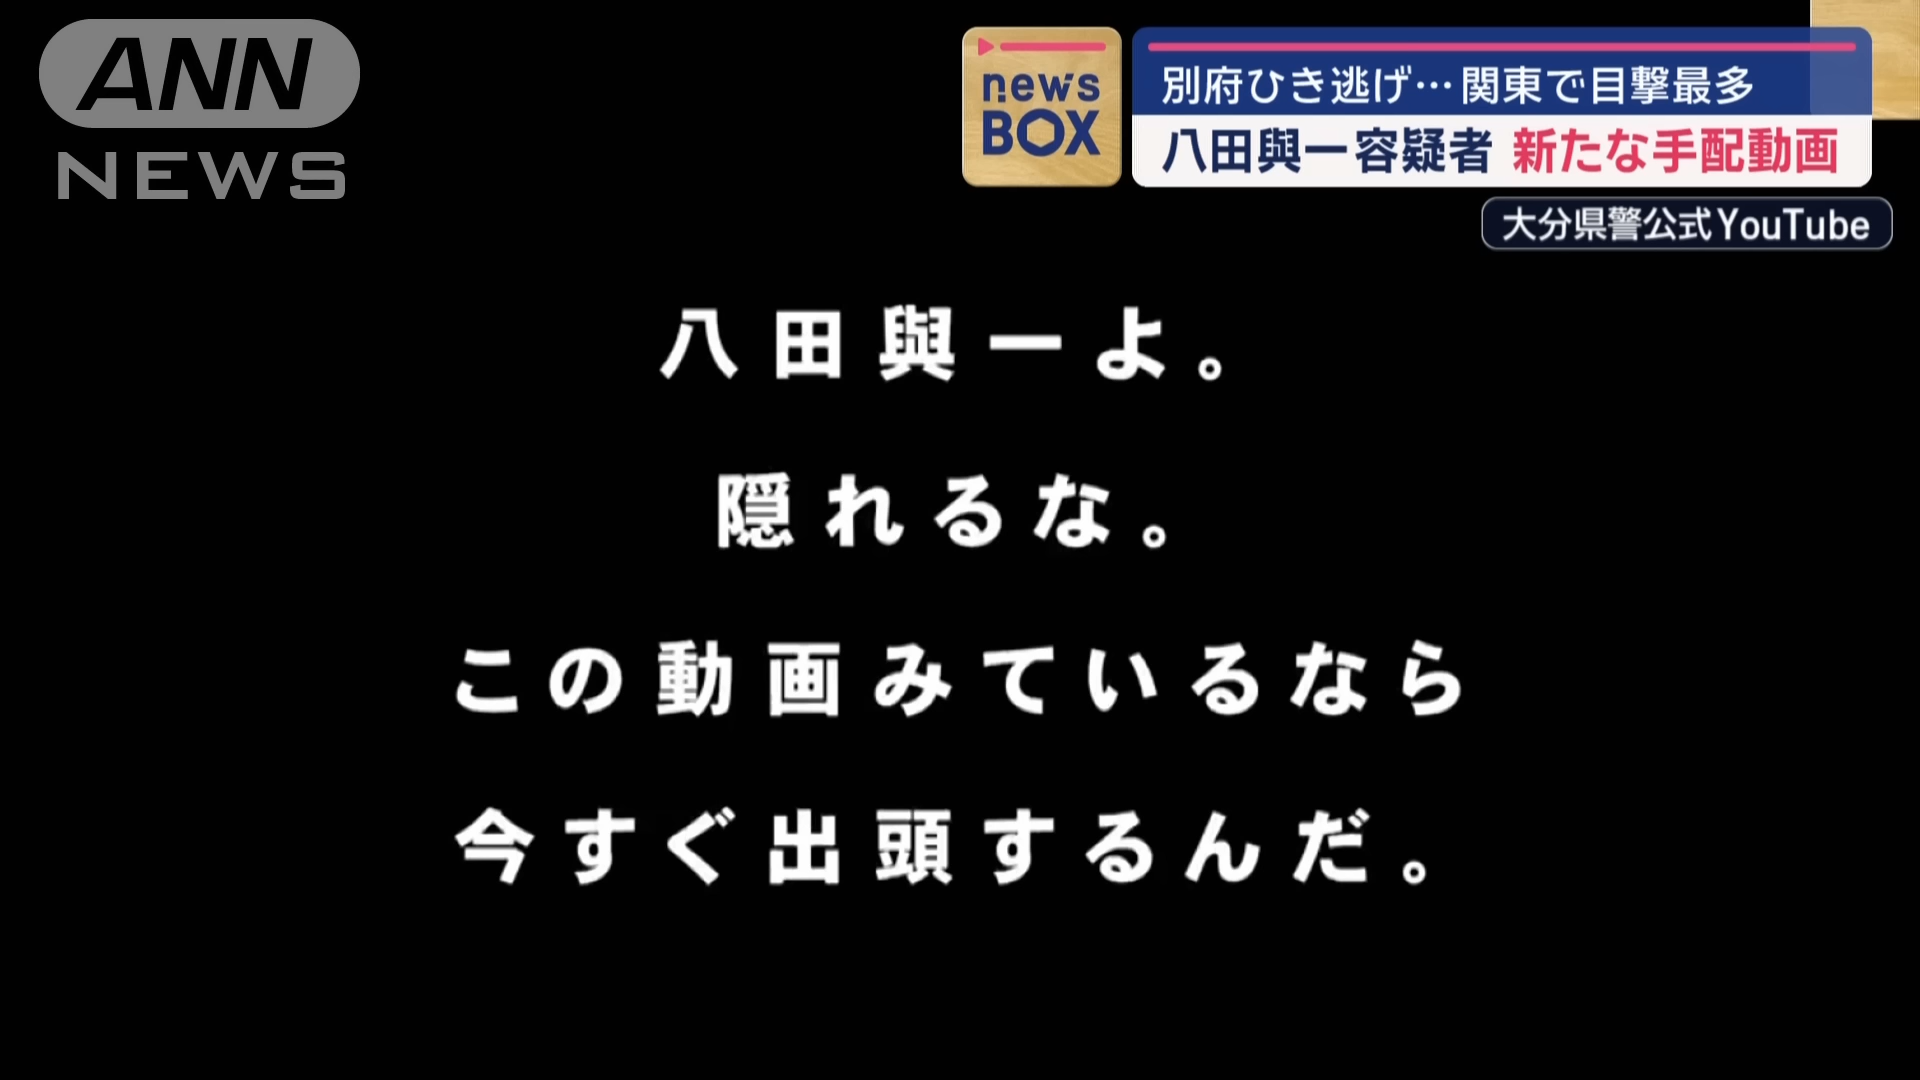 ANN
NEWS
news
BOX
別府ひき逃げ…関東で目撃最多
八田與一容疑者 新たな手配動画
大分県警公式YouTube
八田與一よ。
隠れるな。
この動画みているなら
今すぐ出頭するんだ。